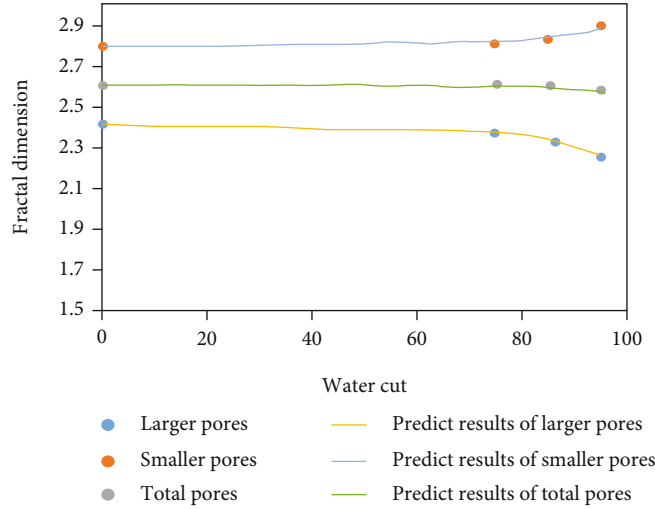 Fractal dimension
2.9
2.7
2.5
2.3
2.1
1.9
1.7
1.5
0 20 40 60 80 100
Water cut
Larger pores
Predict results of larger pores
Smaller pores
Predict results of smaller pores
Total pores
Predict results of total pores